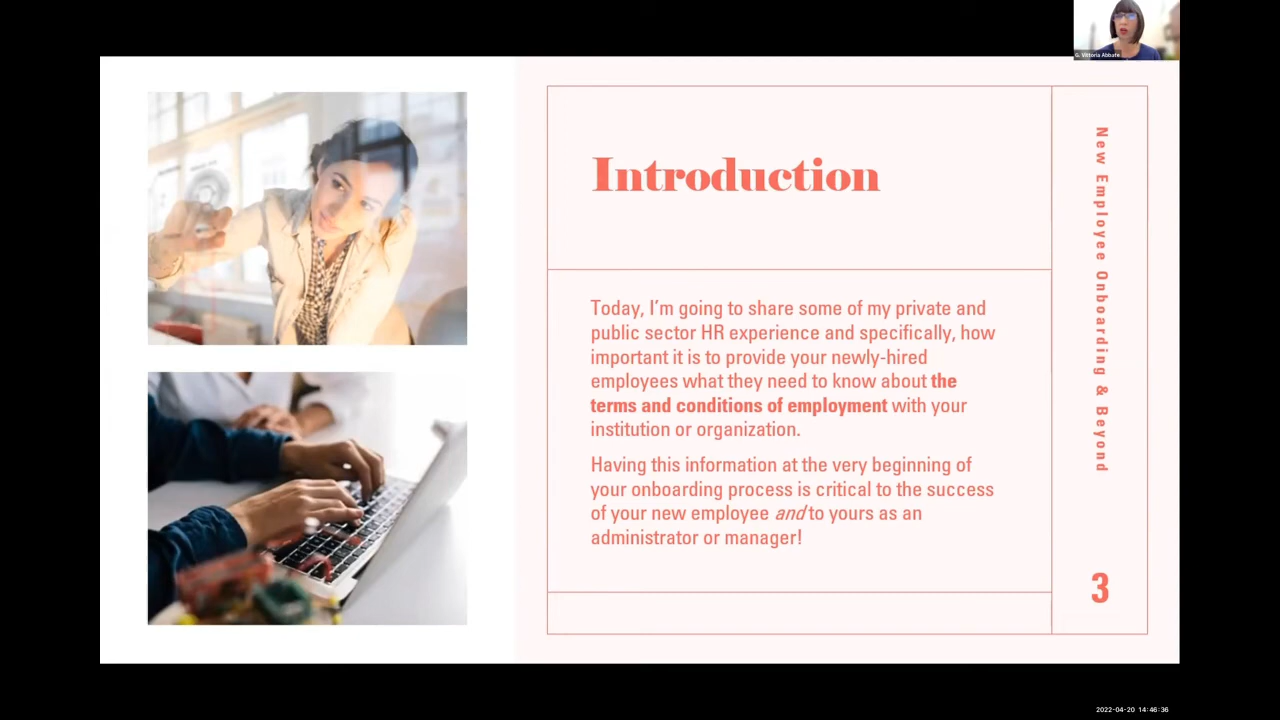 G. Vittoria Abbate
Introduction
Today, I'm going to share some of my private and
public sector HR experience and specifically, how
important it is to provide your newly-hired
employees what they need to know about the
terms and conditions of employment with your
institution or organization.
Having this information at the very beginning of
your onboarding process is critical to the success
of your new employee and to yours as an
administrator or manager!
New Employee Onboarding & Beyond
3
2022-04-20 14:46:36